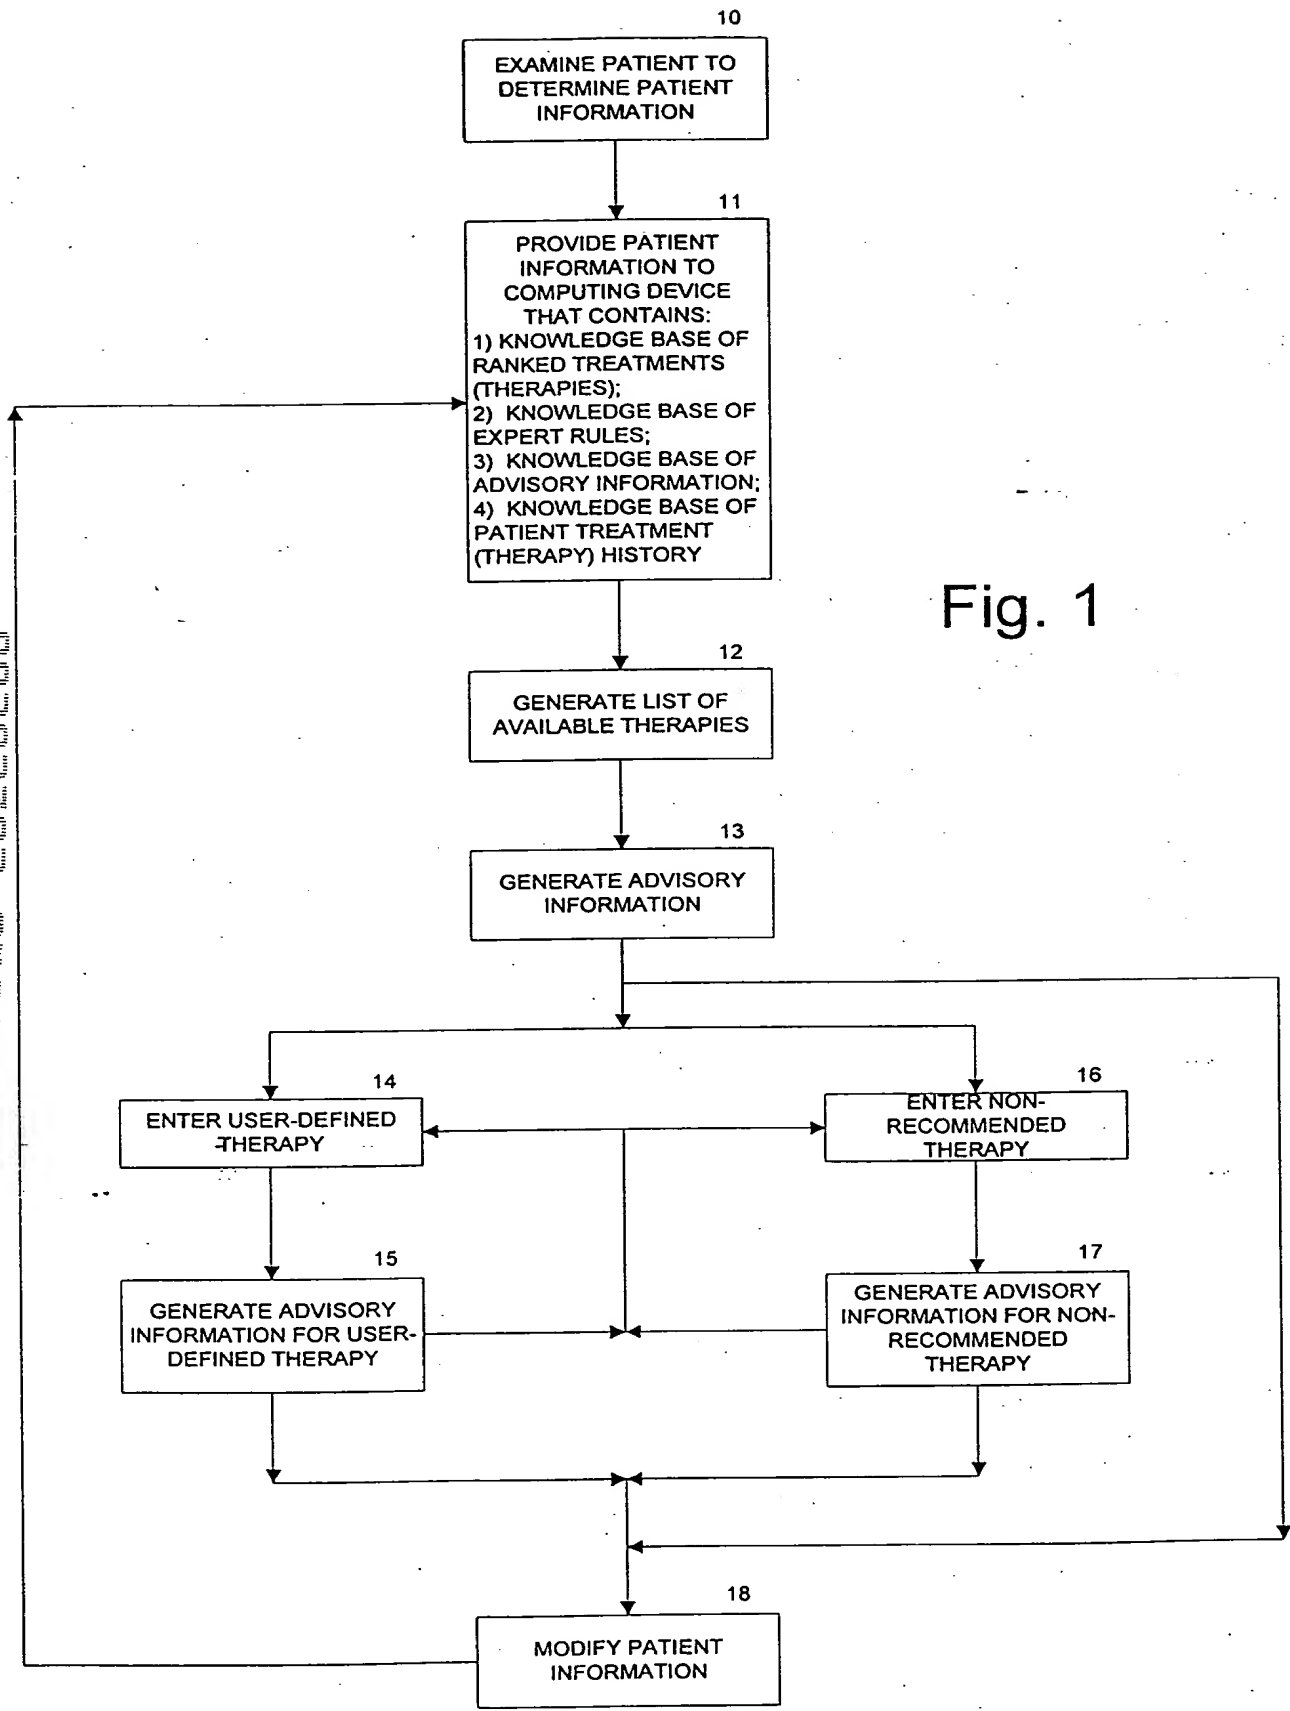 10
EXAMINE PATIENT TO
DETERMINE PATIENT
INFORMATION
11
PROVIDE PATIENT
INFORMATION TO
COMPUTING DEVICE
THAT CONTAINS:
1) KNOWLEDGE BASE OF
RANKED TREATMENTS
(THERAPIES);
2) KNOWLEDGE BASE OF
EXPERT RULES;
3) KNOWLEDGE BASE OF
ADVISORY INFORMATION;
4) KNOWLEDGE BASE OF
PATIENT TREATMENT
(THERAPY) HISTORY
Fig. 1
12
GENERATE LIST OF
AVAILABLE THERAPIES
13
GENERATE ADVISORY
INFORMATION
14
ENTER USER-DEFINED
THERAPY
16
ENTER NON-
RECOMMENDED
THERAPY
15
GENERATE ADVISORY
INFORMATION FOR USER-
DEFINED THERAPY
17
GENERATE ADVISORY
INFORMATION FOR NON-
RECOMMENDED
THERAPY
18
MODIFY PATIENT
INFORMATION